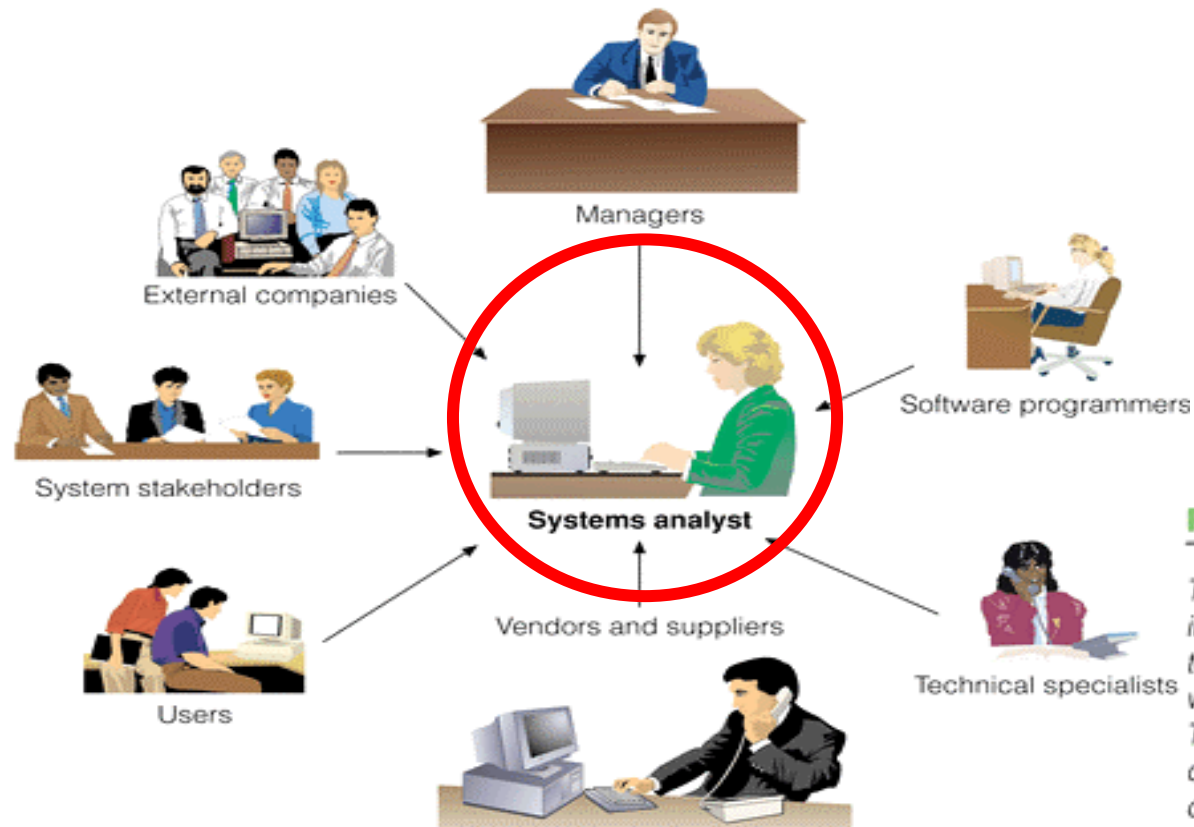 Managers
External companies
Software programmers
System stakeholders
Systems analyst
Vendors and suppliers
Technical specialists
Users